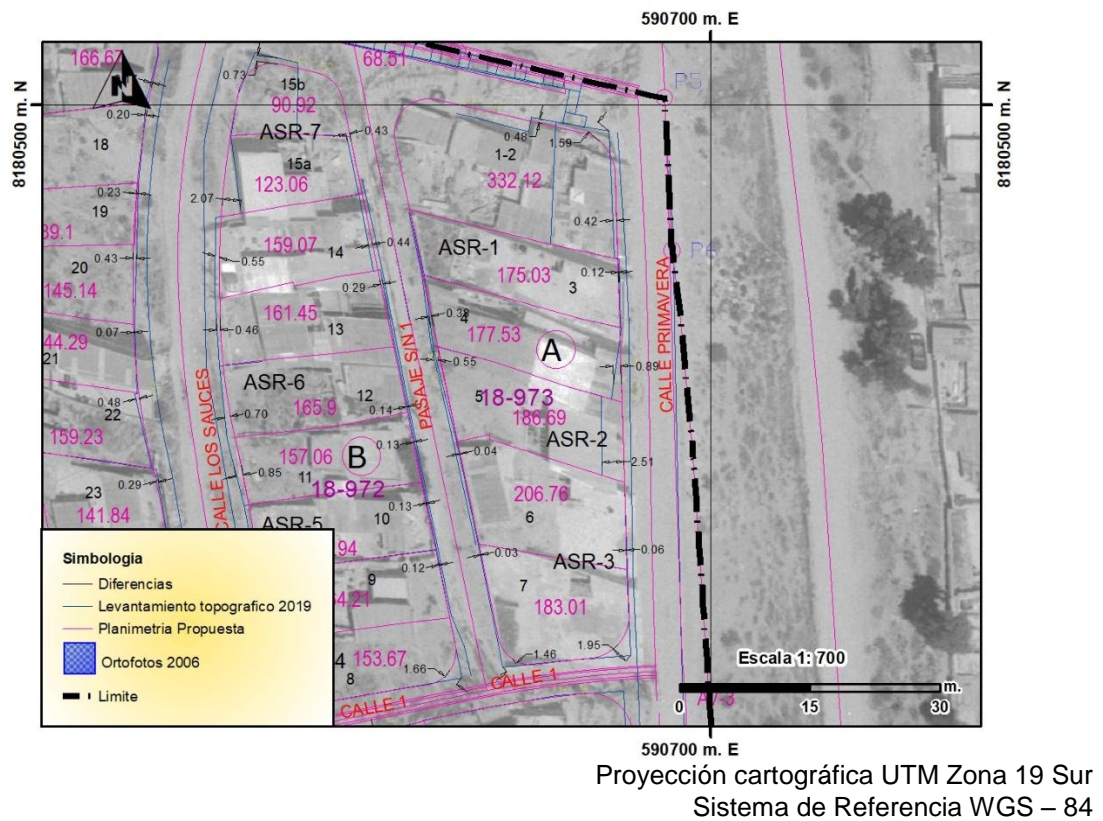 590700 m. E
8180500 m. N
8180500 m. N
N
166.67
68.51
15b
90.92
ASR-7
15a
123.06
0.73
0.43
0.20
18
0.48
1.59
1-2
332.12
P5
2.07
0.23
19
39.1
159.07
14
0.44
0.42
ASR-1
175.03
3
0.12
P6
20
0.43
145.14
0.55
0.29
161.45
13
0.46
0.38
4
177.53
A
0.07
44.29
21
0.55
0.89
CALLE PRIMAVERA
PASAJE S/N1
CALLE LOS SAUCES
ASR-6
12
165.9
0.14
5
18-973
186.69
ASR-2
0.48
22
159.23
0.70
157.06
11
B
18-972
0.13
0.04
2.51
0.85
0.29
23
141.84
ASR-5
10
0.13
206.76
6
.94
0.12
9
54.21
0.03
ASR-3
0.06
7
183.01
153.67
8
4
1.66
1.46
1.95
CALLE 1
CALLE 1
Simbologia
Diferencias
Levantamiento topografico 2019
Planimetria Propuesta
Ortofotos 2006
Limite
Escala 1: 700
m.
0 15 30
590700 m. E
Proyección cartográfica UTM Zona 19 Sur
Sistema de Referencia WGS – 84